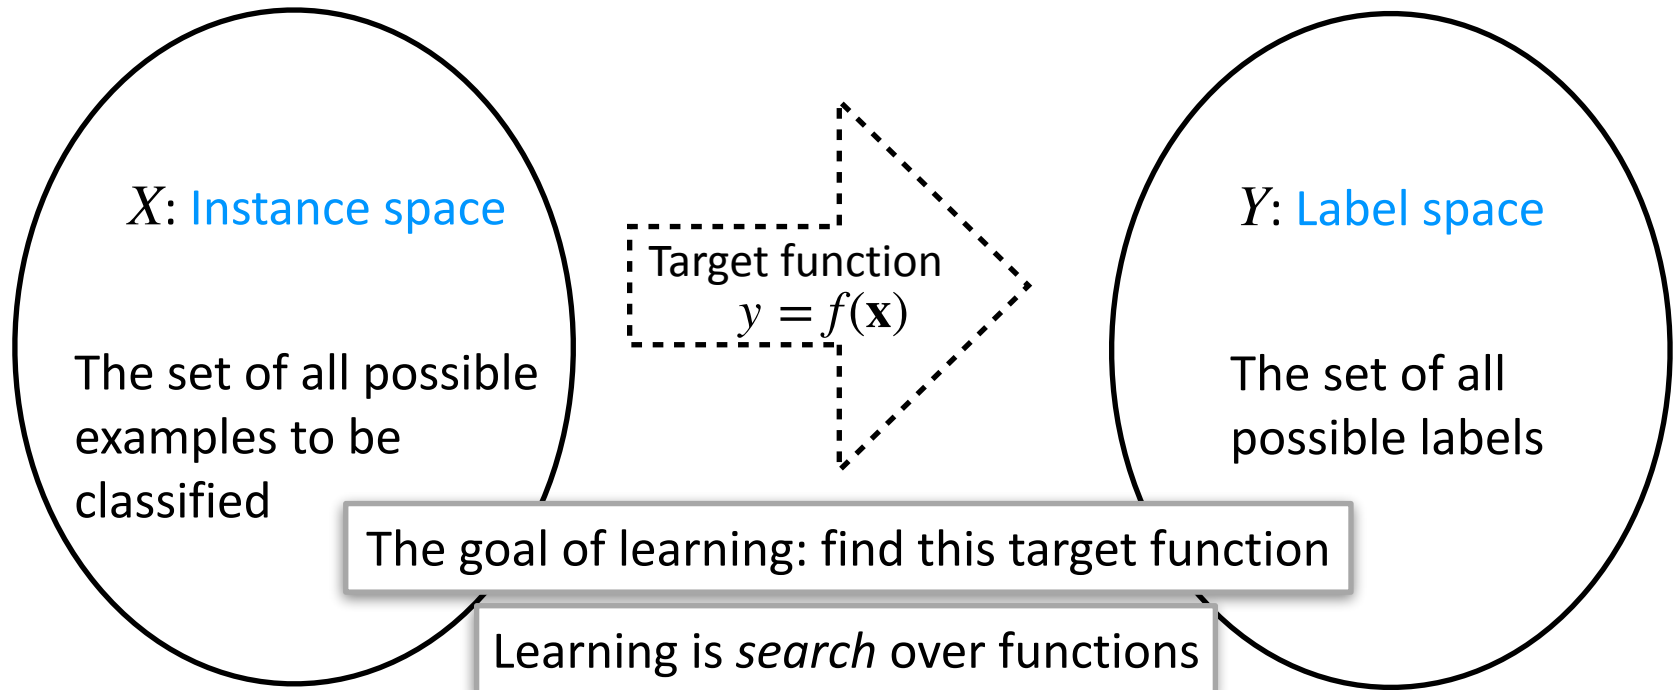 X: Instance space
The set of all possible
examples to be
classified
Target function
y = f(x)
Y: Label space
The set of all
possible labels
The goal of learning: find this target function
Learning is search over functions